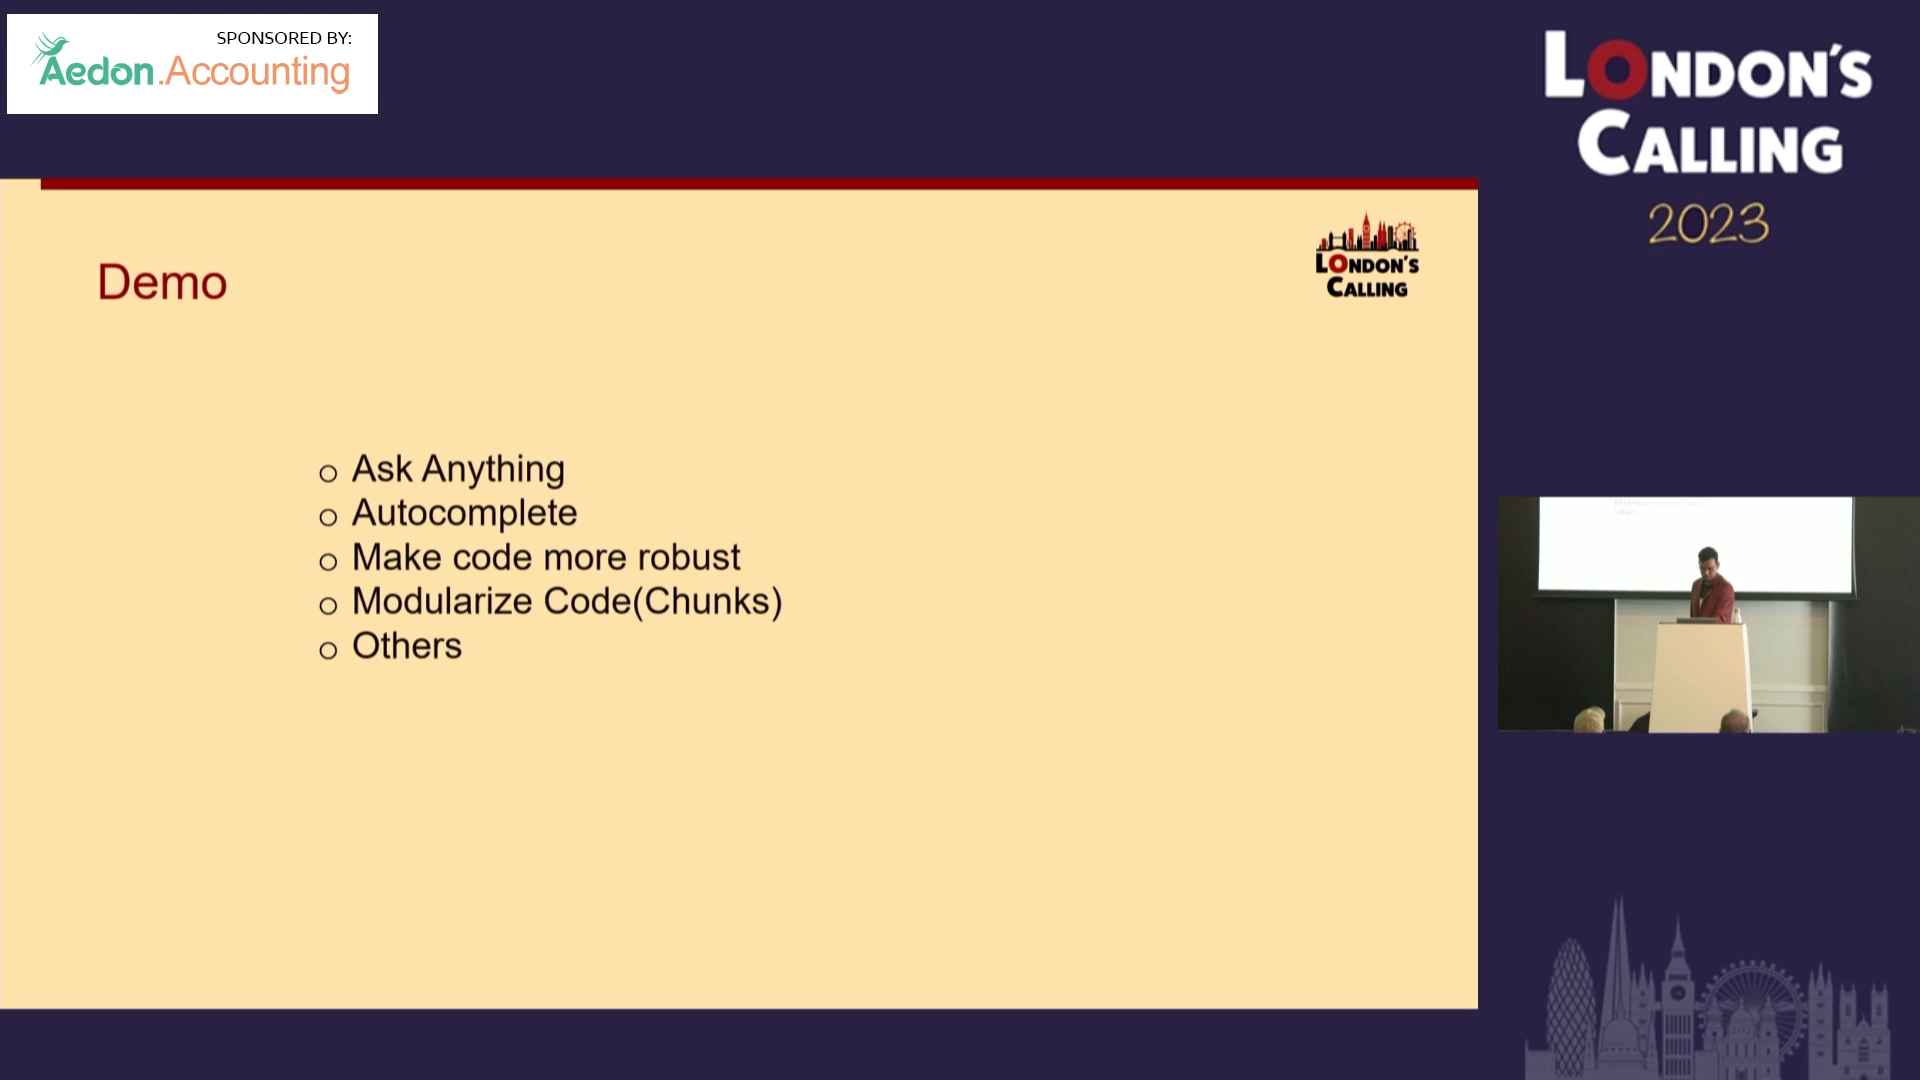 SPONSORED BY:
Aedon.Accounting
LONDON'S
CALLING
2023
Demo
LONDON'S
CALLING
Ask Anything
Autocomplete
Make code more robust
Modularize Code(Chunks)
Others